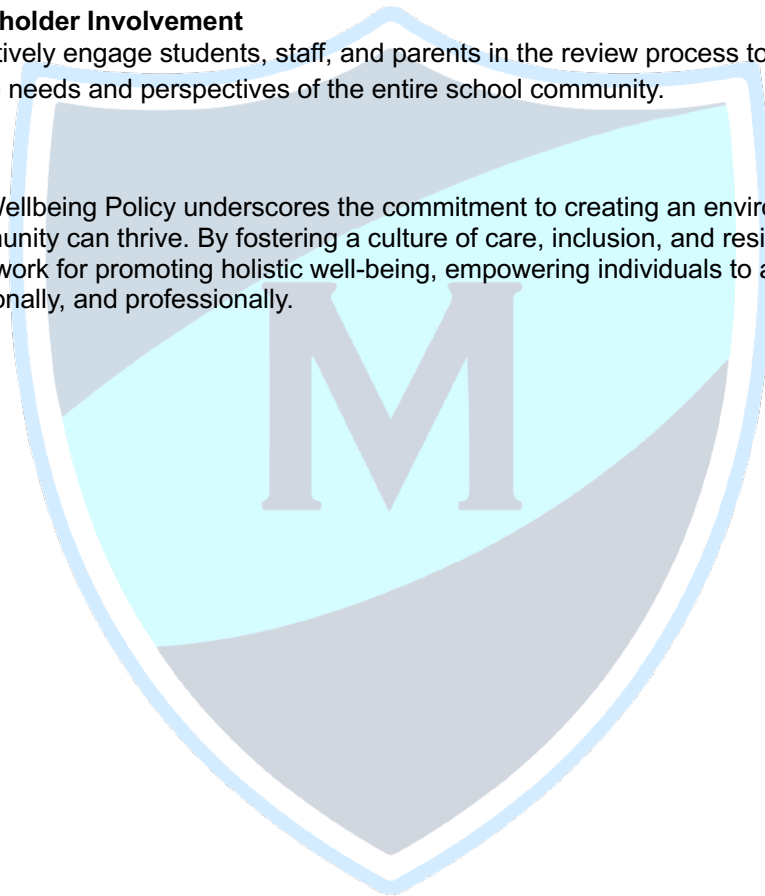 holder Involvement
tively engage students, staff, and parents in the review process to
needs and perspectives of the entire school community.
Wellbeing Policy underscores the commitment to creating an enviro
unity can thrive. By fostering a culture of care, inclusion, and resi
work for promoting holistic well-being, empowering individuals to a
onally, and professionally.
M